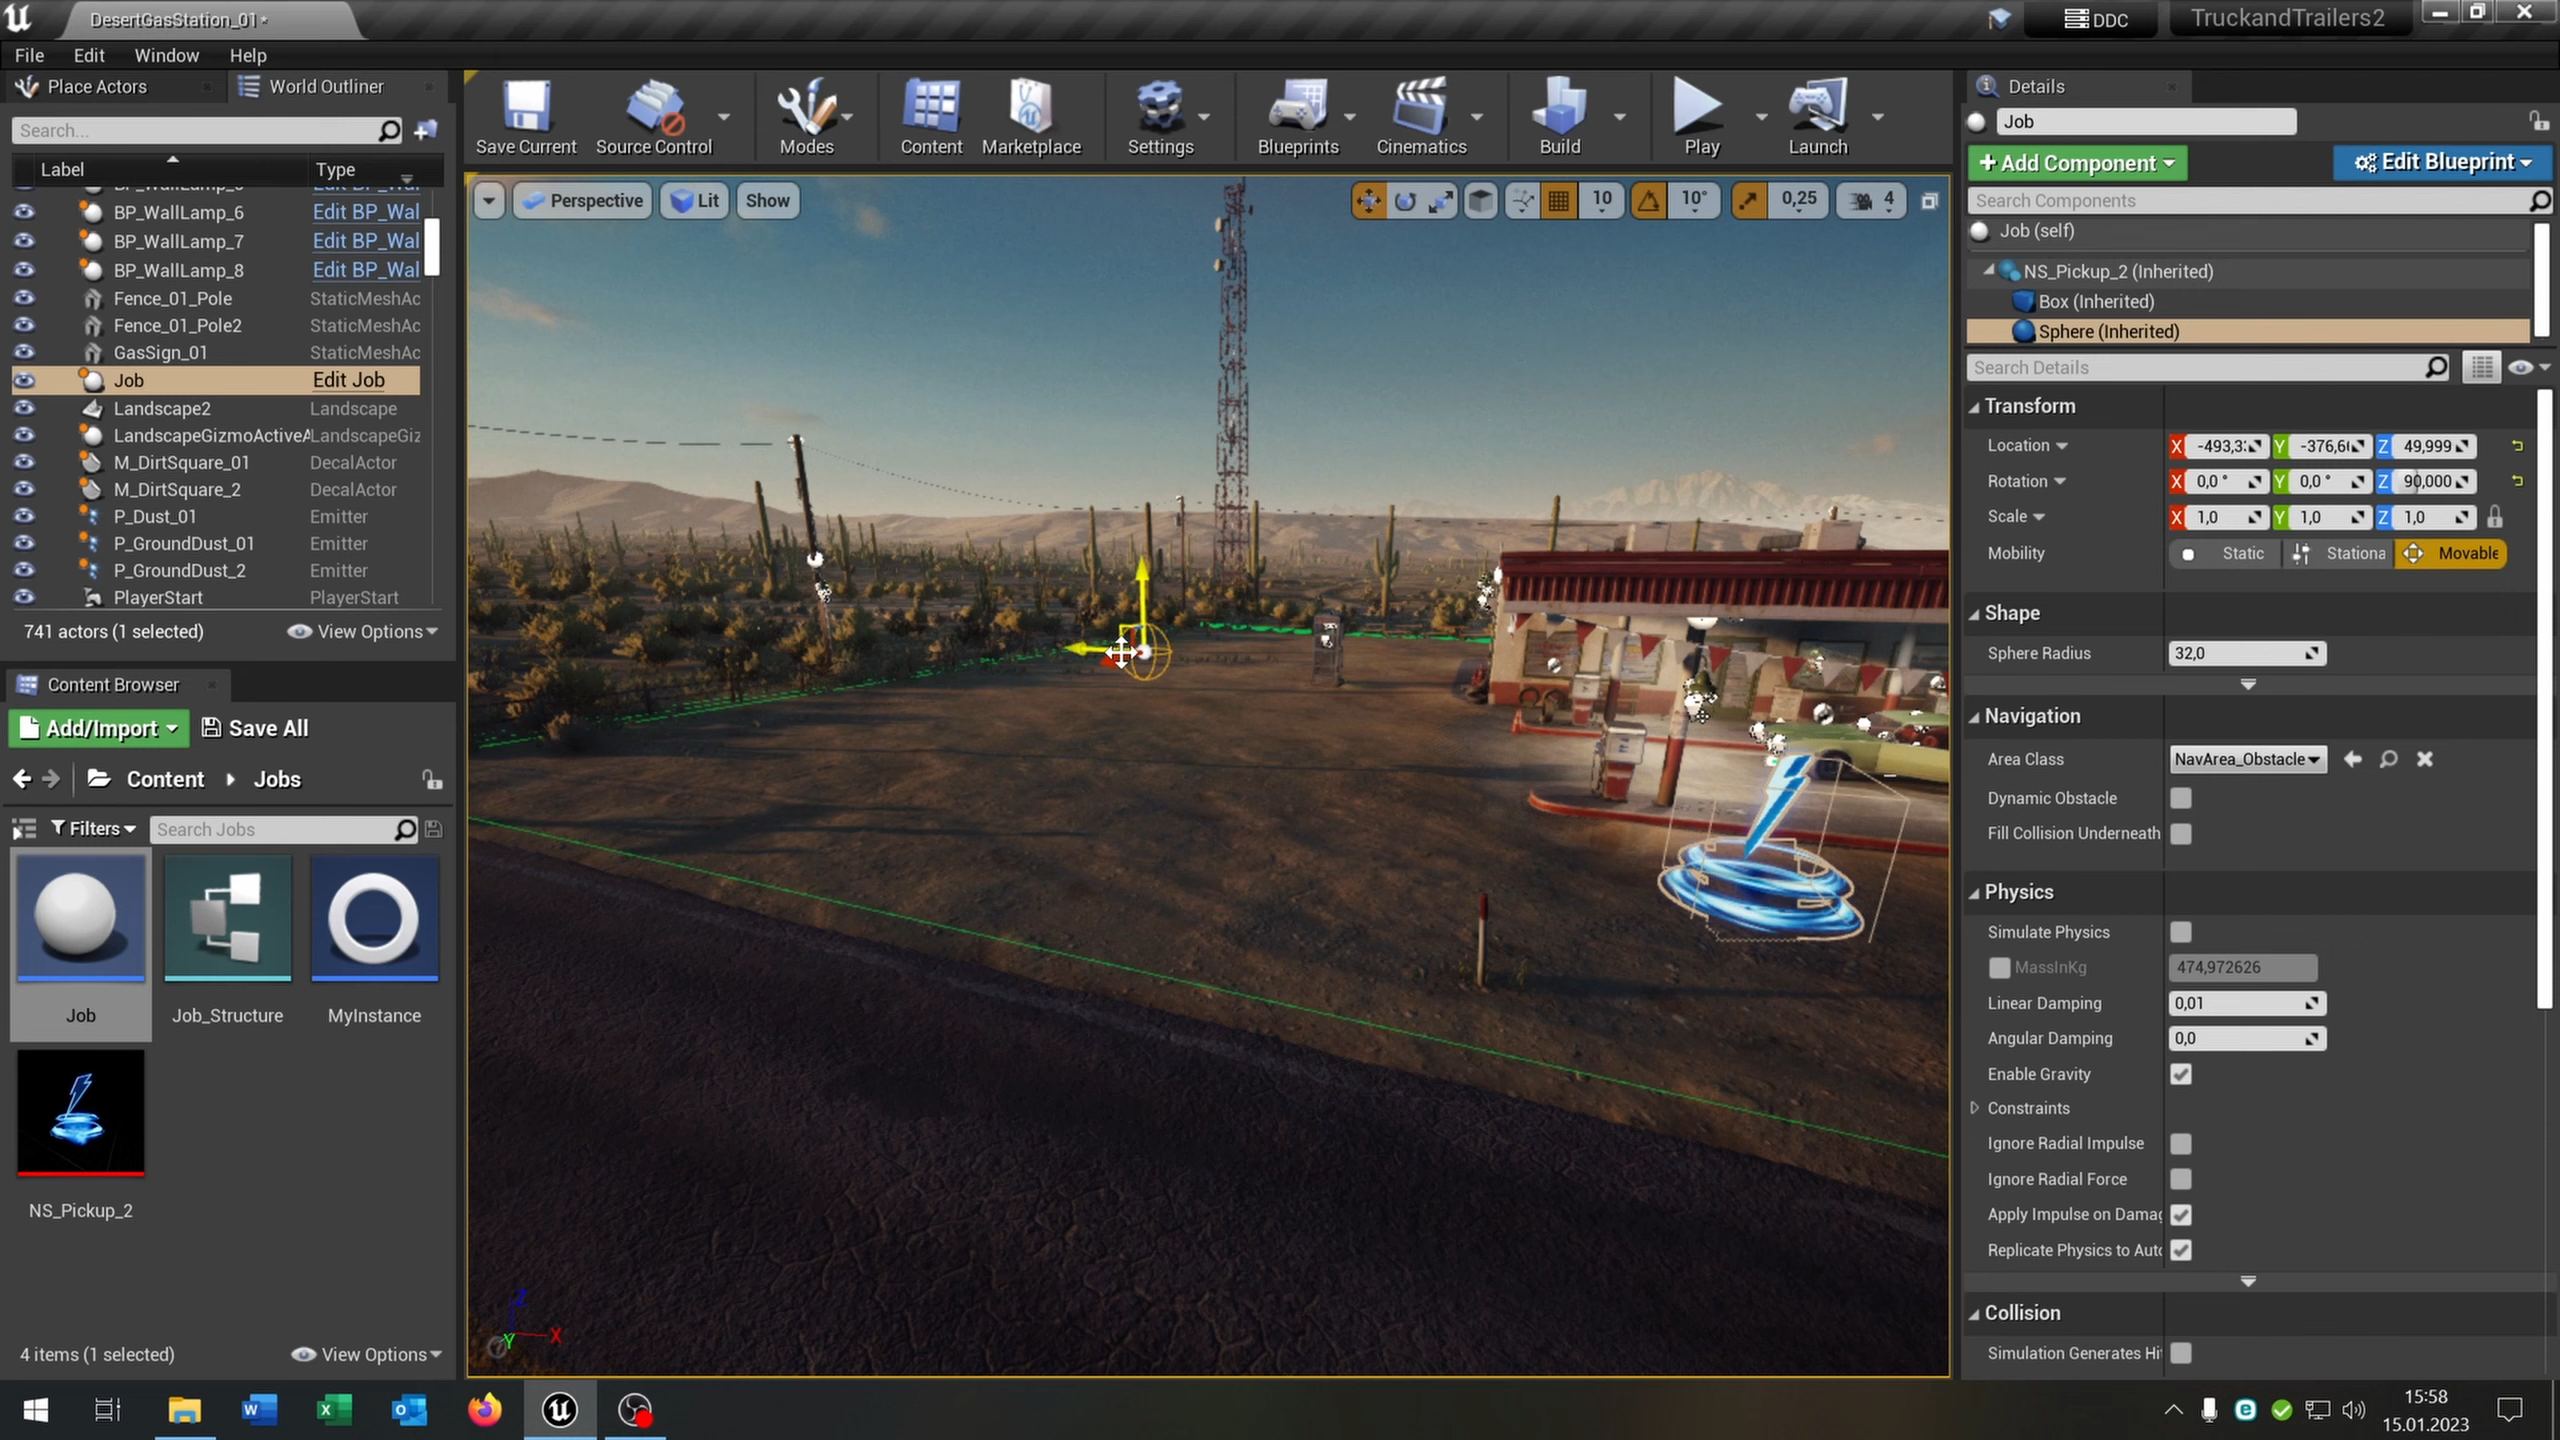 DesertGasStation_01*
DDC
TruckandTrailers2
File Edit Window Help
Place Actors
World Outliner
Search...
Label Type
BP_WallLamp_6 Edit BP_Wal
BP_WallLamp_7 Edit BP_Wal
BP_WallLamp_8 Edit BP_Wal
Fence_01_Pole StaticMeshAc
Fence_01_Pole2 StaticMeshAc
GasSign_01 StaticMeshAc
Job Edit Job
Landscape2 Landscape
LandscapeGizmoActiveA LandscapeGiz
M_DirtSquare_01 DecalActor
M_DirtSquare_2 DecalActor
P_Dust_01 Emitter
P_GroundDust_01 Emitter
P_GroundDust_2 Emitter
PlayerStart PlayerStart
741 actors (1 selected) View Options
Content Browser
Add/Import Save All
Content Jobs
Filters Search Jobs
Job Job_Structure MyInstance
NS_Pickup_2
4 items (1 selected) View Options
Save Current Source Control Modes Content Marketplace Settings Blueprints Cinematics Build Play Launch
Perspective Lit Show 10 10° 0,25 4
Z
Y X
Details
Job
+ Add Component Edit Blueprint
Search Components
Job (self)
NS_Pickup_2 (Inherited)
Box (Inherited)
Sphere (Inherited)
Search Details
Transform
Location X -493,3 Y -376,6 Z 49,999
Rotation X 0,0 ° Y 0,0 ° Z 90,000
Scale X 1,0 Y 1,0 Z 1,0
Mobility Static Stationa Movable
Shape
Sphere Radius 32,0
Navigation
Area Class NavArea_Obstacle
Dynamic Obstacle
Fill Collision Underneath
Physics
Simulate Physics
MassInKg 474,972626
Linear Damping 0,01
Angular Damping 0,0
Enable Gravity
Constraints
Ignore Radial Impulse
Ignore Radial Force
Apply Impulse on Damag
Replicate Physics to Auto
Collision
Simulation Generates Hit
15:58
15.01.2023